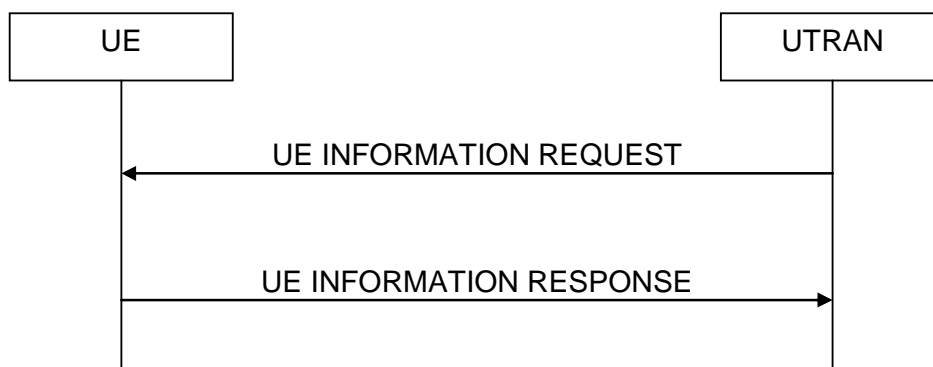 UE
UTRAN
UE INFORMATION REQUEST
UE INFORMATION RESPONSE